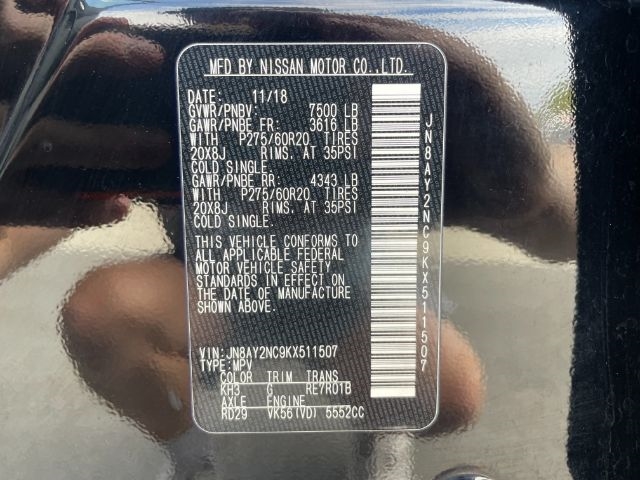 MFD BY NISSAN MOTOR CO.,LTD.
DATE: 11/18
GVWR/PNBV: 7500 LB
GAWR/PNBE FR: 3616 LB
WITH P275/60R20 TIRES
20X8J RIMS. AT 35PSI
COLD SINGLE.
GAWR/PNBE RR: 4343 LB
WITH P275/60R20 TIRES
20X8J RIMS. AT 35PSI
COLD SINGLE.
THIS VEHICLE CONFORMS TO
ALL APPLICABLE FEDERAL
MOTOR VEHICLE SAFETY
STANDARDS IN EFFECT ON
THE DATE OF MANUFACTURE
SHOWN ABOVE.
VIN: JN8AY2NC9KX511507
TYPE: MPV
COLOR TRIM TRANS
KH3 G RE7R01B
AXLE ENGINE
RD29 VK56(VD) 5552CC
JN8AY2NC9KX511507